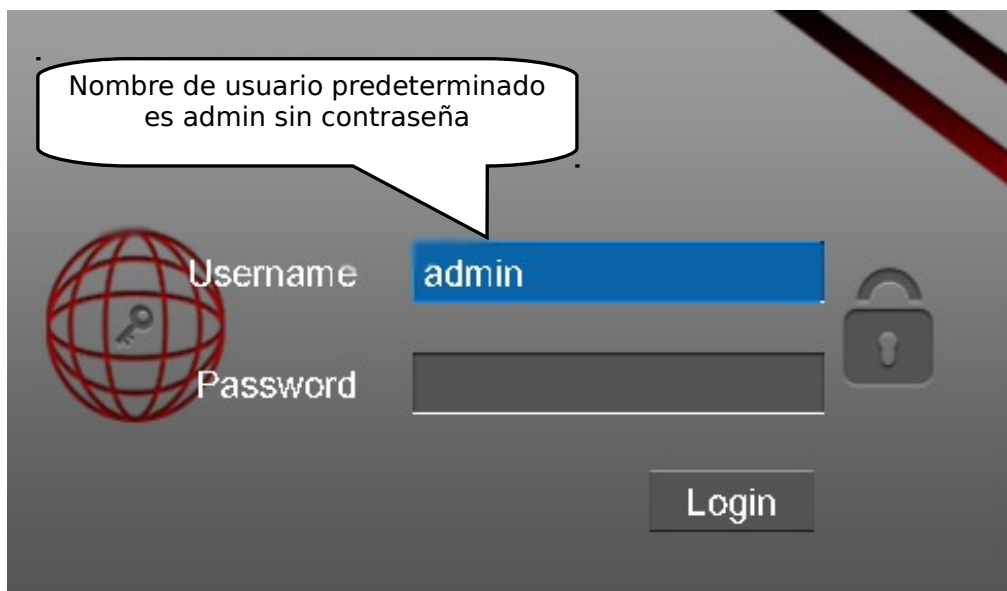 Nombre de usuario predeterminado
es admin sin contraseña
Username
admin
Password
Login